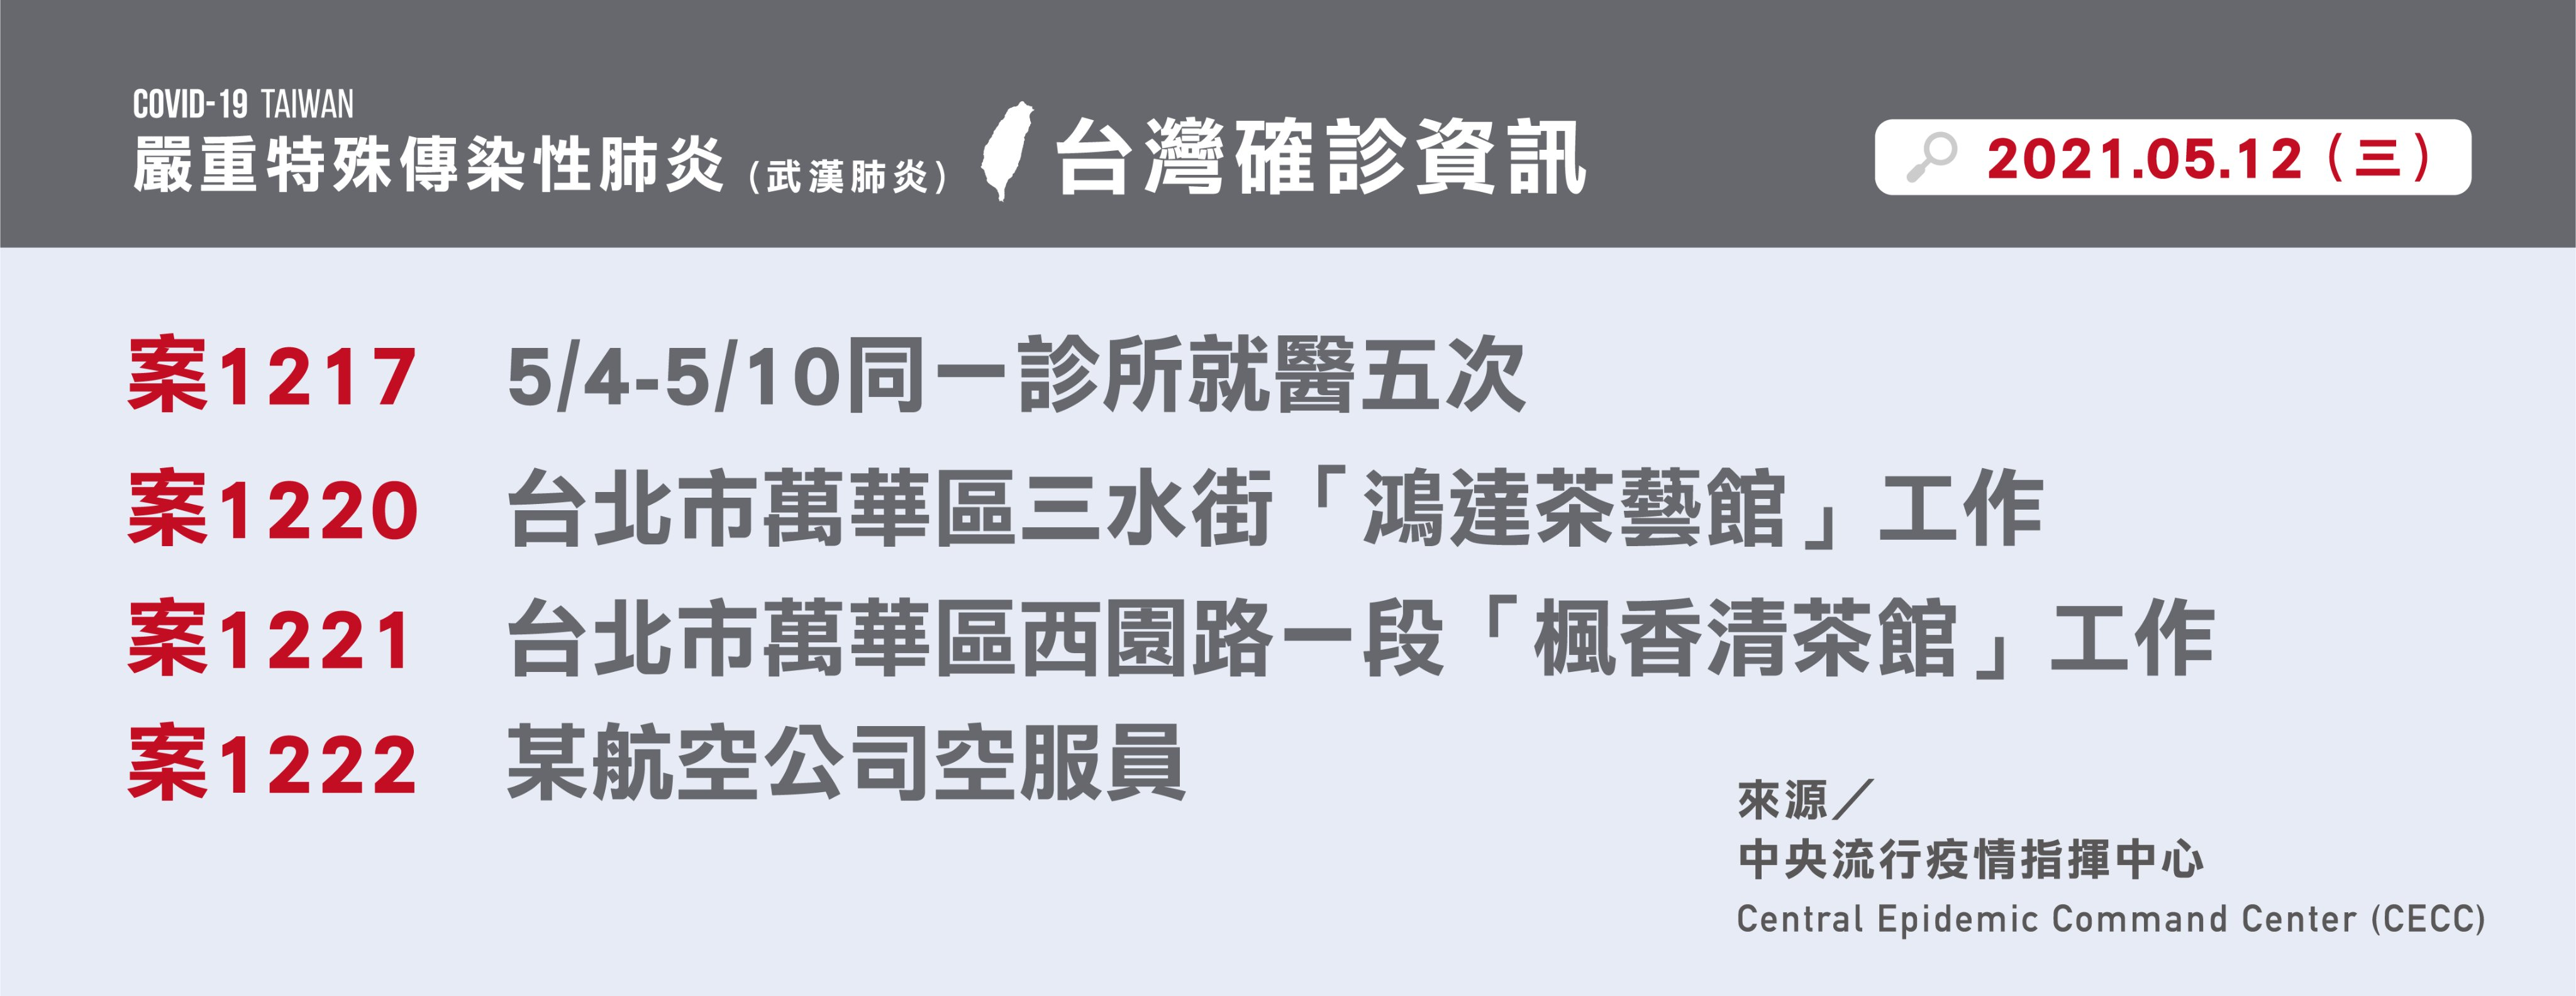 COVID-19 TAIWAN
嚴重特殊傳染性肺炎（武漢肺炎） 台灣確診資訊
2021.05.12（三）
案1217 5/4-5/10同一診所就醫五次
案1220 台北市萬華區三水街「鴻達茶藝館」工作
案1221 台北市萬華區西園路一段「楓香清茶館」工作
案1222 某航空公司空服員
來源／
中央流行疫情指揮中心
Central Epidemic Command Center (CECC)